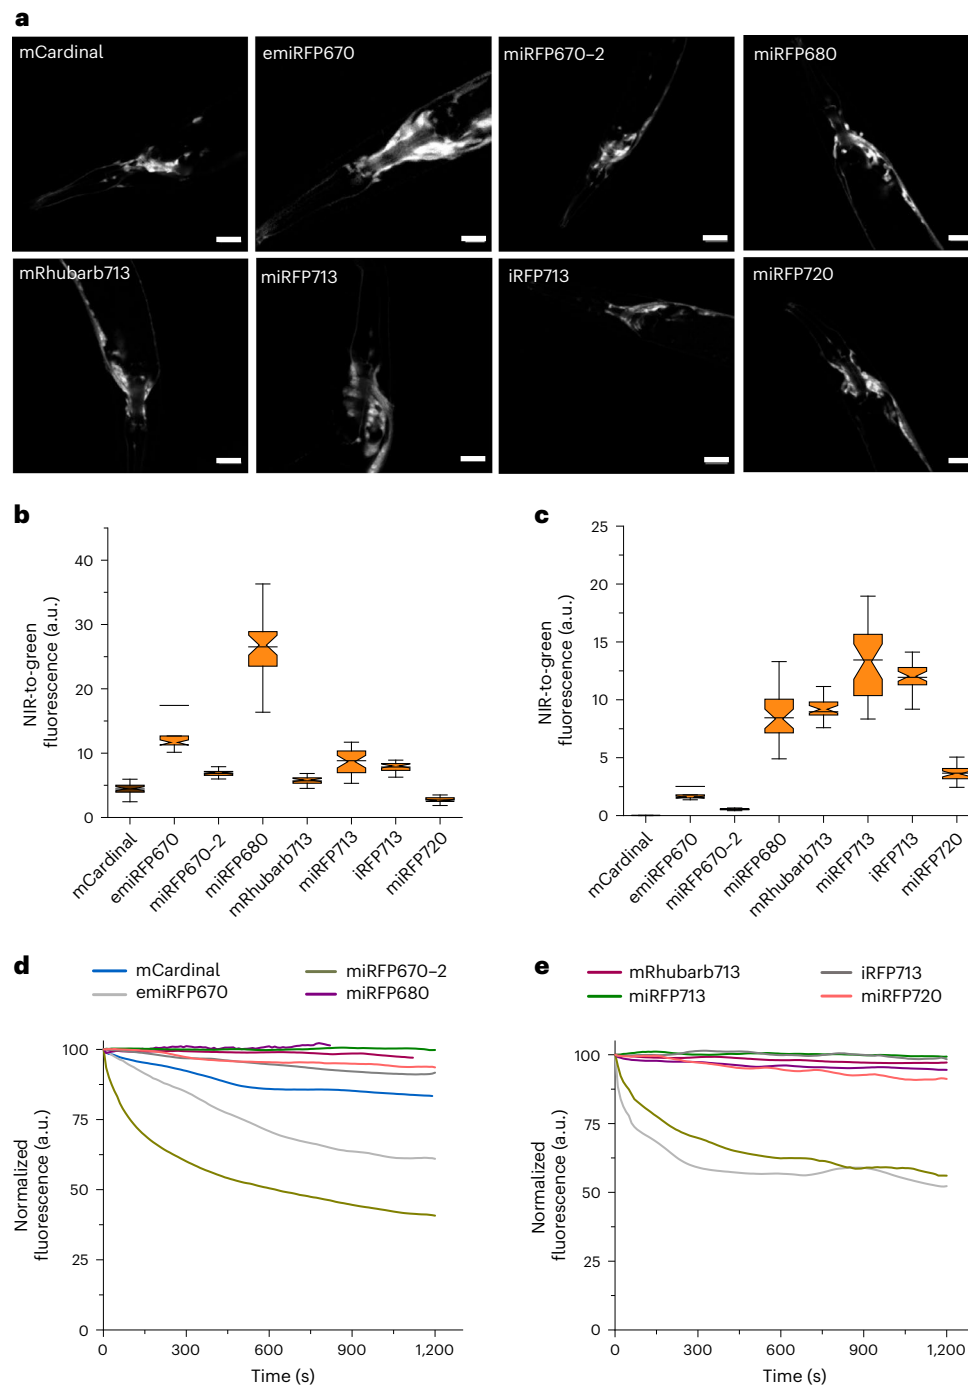 a
mCardinal
emiRFP670
miRFP670–2
miRFP680
mRhubarb713
miRFP713
iRFP713
miRFP720
b
NIR-to-green
fluorescence (a.u.)
40
30
20
10
0
mCardinal
emiRFP670
miRFP670–2
miRFP680
mRhubarb713
miRFP713
iRFP713
miRFP720
c
NIR-to-green
fluorescence (a.u.)
25
20
15
10
5
0
mCardinal
emiRFP670
miRFP670–2
miRFP680
mRhubarb713
miRFP713
iRFP713
miRFP720
d
mCardinal
emiRFP670
miRFP670–2
miRFP680
Normalized
fluorescence (a.u.)
100
75
50
25
0
0 300 600 900 1,200
Time (s)
e
mRhubarb713
miRFP713
iRFP713
miRFP720
Normalized
fluorescence (a.u.)
100
75
50
25
0
0 300 600 900 1,200
Time (s)